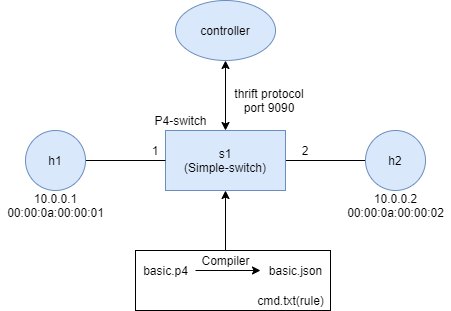 controller
thrift protocol
port 9090
P4-switch
h1
1
s1
(Simple-switch)
2
h2
10.0.0.1
00:00:0a:00:00:01
10.0.0.2
00:00:0a:00:00:02
Compiler
basic.p4
basic.json
cmd.txt(rule)